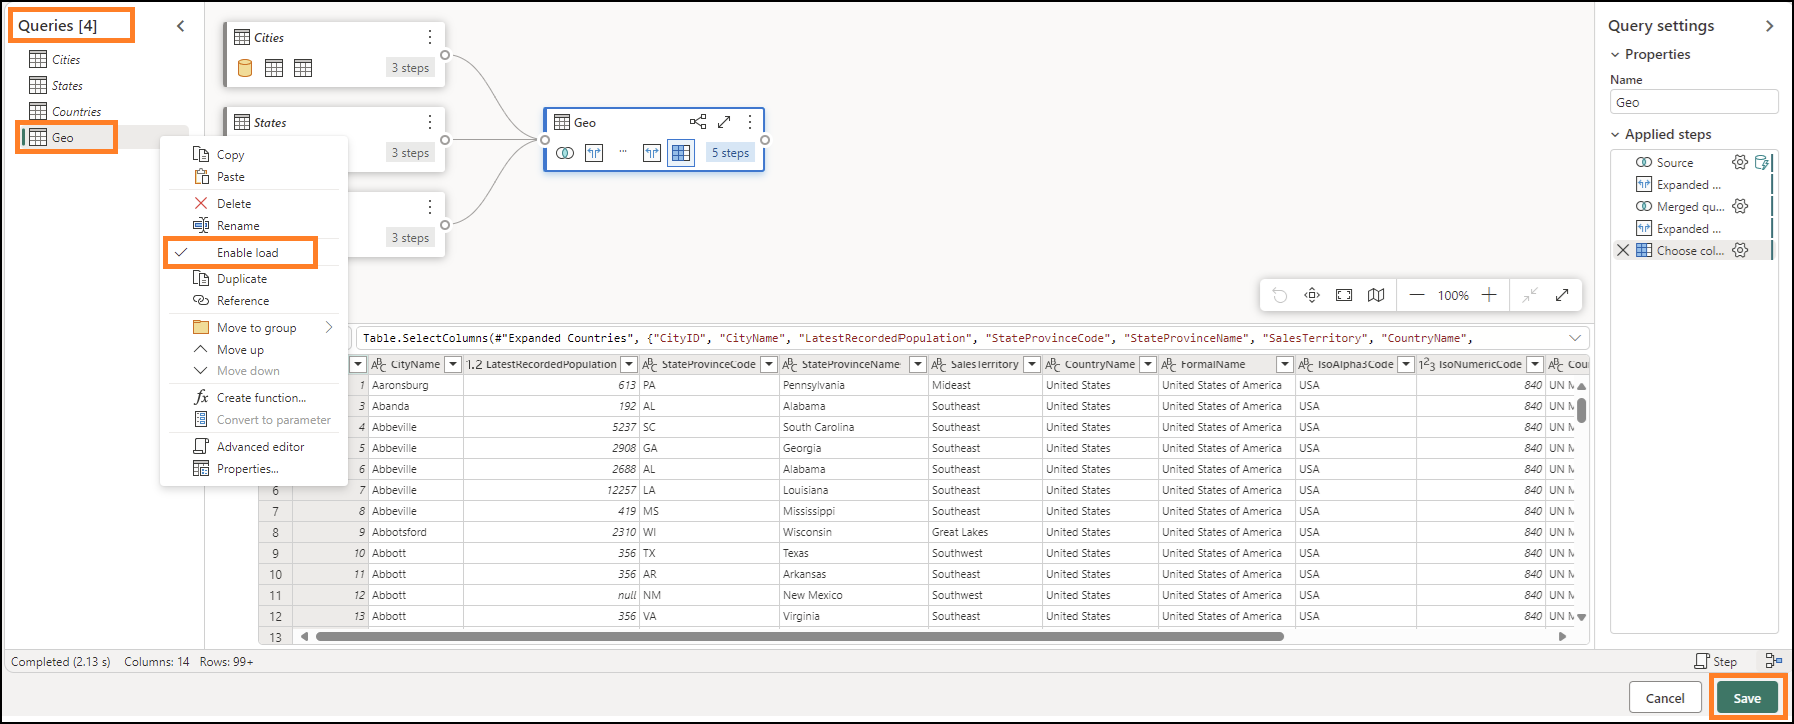 Queries [4]
Cities
States
Countries
Geo
Copy
Paste
Delete
Rename
Enable load
Duplicate
Reference
Move to group
Move up
Move down
Create function...
Convert to parameter
Advanced editor
Properties...
Cities
3 steps
States
3 steps
3 steps
Geo
5 steps
100%
Table.SelectColumns(#"Expanded Countries", {"CityID", "CityName", "LatestRecordedPopulation", "StateProvinceCode", "StateProvinceName", "SalesTerritory", "CountryName",
CityName 1.2 LatestRecordedPopulation StateProvinceCode StateProvinceName SalesTerritory CountryName FormalName IsoAlpha3Code IsoNumericCode Cou
1 Aaronsburg 613 PA Pennsylvania Mideast United States United States of America USA 840 UN M
3 Abanda 192 AL Alabama Southeast United States United States of America USA 840 UN M
4 Abbeville 5237 SC South Carolina Southeast United States United States of America USA 840 UN M
5 Abbeville 2908 GA Georgia Southeast United States United States of America USA 840 UN M
6 Abbeville 2688 AL Alabama Southeast United States United States of America USA 840 UN M
6 7 Abbeville 12257 LA Louisiana Southeast United States United States of America USA 840 UN M
7 8 Abbeville 419 MS Mississippi Southeast United States United States of America USA 840 UN M
8 9 Abbotsford 2310 WI Wisconsin Great Lakes United States United States of America USA 840 UN M
9 10 Abbott 356 TX Texas Southwest United States United States of America USA 840 UN M
10 11 Abbott 356 AR Arkansas Southeast United States United States of America USA 840 UN M
11 12 Abbott null NM New Mexico Southwest United States United States of America USA 840 UN M
12 13 Abbott 356 VA Virginia Southeast United States United States of America USA 840 UN M
13
Query settings
Properties
Name
Geo
Applied steps
Source
Expanded ...
Merged qu...
Expanded ...
Choose col...
Completed (2.13 s) Columns: 14 Rows: 99+
Step
Cancel
Save